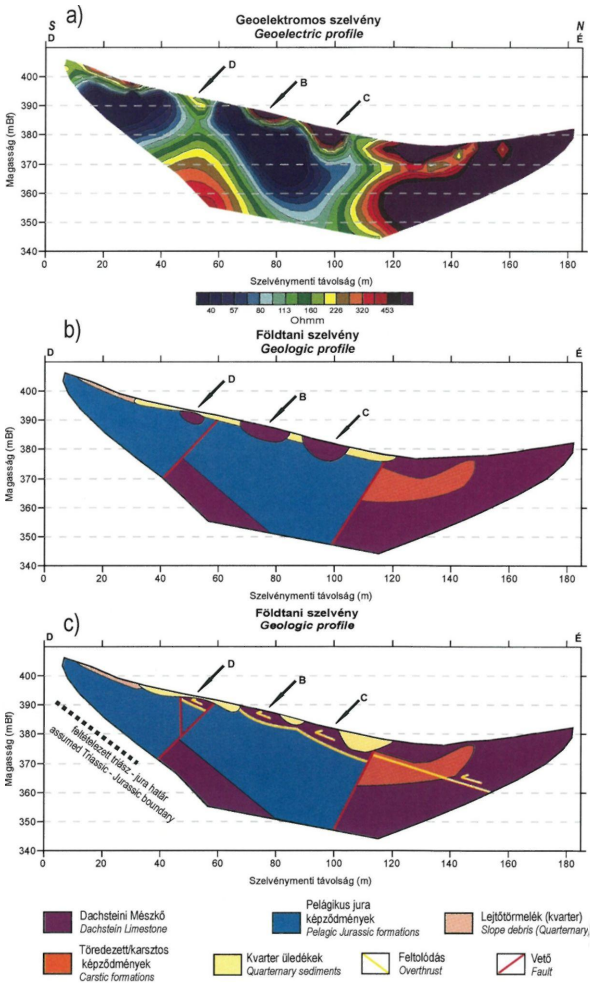 a)
Geoelektromos szelvény
Geoelectric profile
S
D
N
É
D
B
C
Magasság (mBf)
400
390
380
370
360
350
340
0 20 40 60 80 100 120 140 160 180
Szelvénymenti távolság (m)
40 57 80 113 160 226 320 453
Ohmm
b)
Földtani szelvény
Geologic profile
D
É
D
B
C
Magasság (mBf)
400
390
380
370
360
350
340
0 20 40 60 80 100 120 140 160 180
Szelvénymenti távolság (m)
c)
Földtani szelvény
Geologic profile
D
É
D
B
C
Magasság (mBf)
400
390
380
370
360
350
340
feltételezett triász - jura határ
assumed Triassic - Jurassic boundary
0 20 40 60 80 100 120 140 160 180
Szelvénymenti távolság (m)
Dachsteini Mészkő
Dachstein Limestone
Pelágikus jura
képződmények
Pelagic Jurassic formations
Lejtőtörmelék (kvarter)
Slope debris (Quaternary)
Töredezett/karsztos
képződmények
Carstic formations
Kvarter üledékek
Quaternary sediments
Feltolódás
Overthrust
Vető
Fault